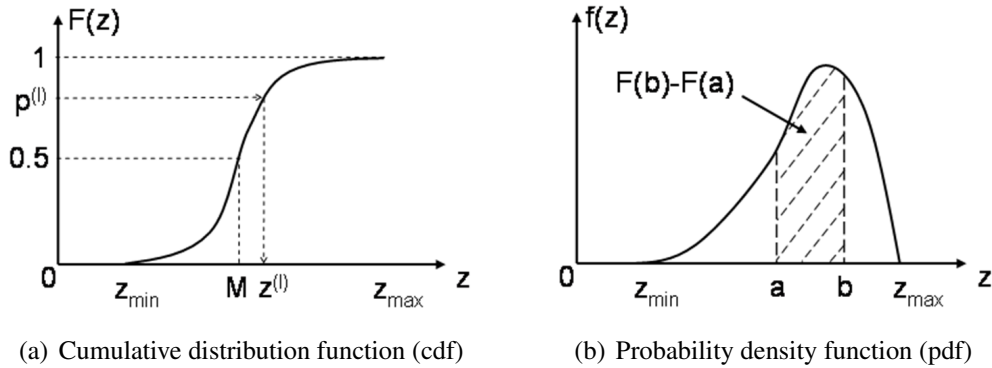 F(z)
1
p⁽ˡ⁾
0.5
0
z_min
M
z⁽ˡ⁾
z_max
z
(a) Cumulative distribution function (cdf)
f(z)
F(b)-F(a)
0
z_min
a
b
z_max
z
(b) Probability density function (pdf)